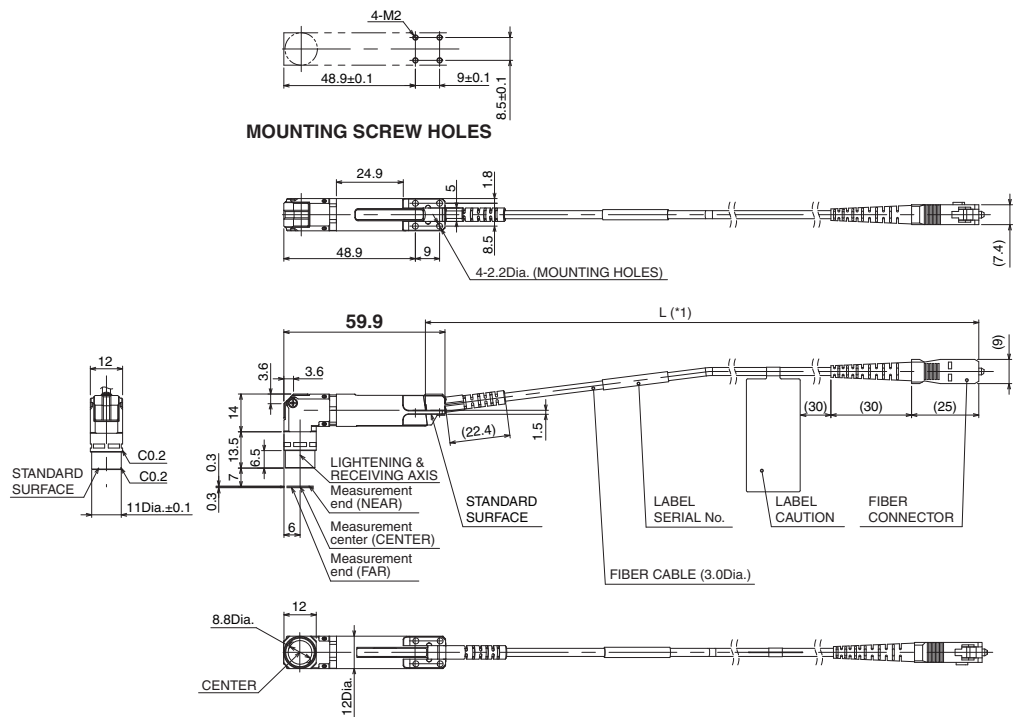 4-M2
48.9±0.1
9±0.1
8.5±0.1
MOUNTING SCREW HOLES
24.9
5
1.8
48.9
9
8.5
4-2.2Dia. (MOUNTING HOLES)
(7.4)
L (*1)
59.9
(9)
12
3.6
3.6
14
13.5
6.5
0.3
7
0.3
(22.4)
1.5
(30)
(30)
(25)
C0.2
C0.2
STANDARD
SURFACE
11Dia.±0.1
6
LIGHTENING &
RECEIVING AXIS
Measurement
end (NEAR)
Measurement
center (CENTER)
Measurement
end (FAR)
STANDARD
SURFACE
LABEL
SERIAL No.
LABEL
CAUTION
FIBER
CONNECTOR
FIBER CABLE (3.0Dia.)
12
8.8Dia.
CENTER
12Dia.